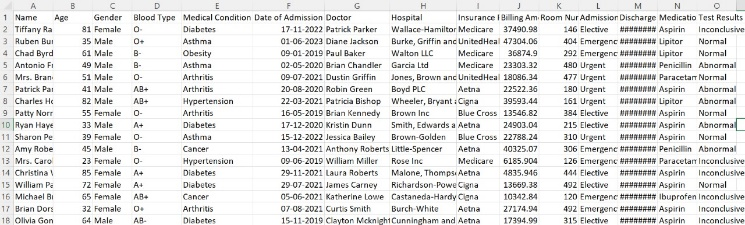 A B C D E F G H I J K L M N O
1 Name Age Gender Blood Type Medical Condition Date of Admission Doctor Hospital Insurance Billing Am Room Nur Admission Discharge Medicatio Test Results
2 Tiffany Ra 81 Female O- Diabetes 17-11-2022 Patrick Parker Wallace-Hamilton Medicare 37490.98 146 Elective ######## Aspirin Inconclusive
3 Ruben Bur 35 Male O+ Asthma 01-06-2023 Diane Jackson Burke, Griffin and UnitedHeal 47304.06 404 Emergenc ######## Lipitor Normal
4 Chad Byrd 61 Male B- Obesity 09-01-2019 Paul Baker Walton LLC Medicare 36874.9 292 Emergenc ######## Lipitor Normal
5 Antonio F 49 Male B- Asthma 02-05-2020 Brian Chandler Garcia Ltd Medicare 23303.32 480 Urgent ######## Penicillin Abnormal
6 Mrs. Bran 51 Male O- Arthritis 09-07-2021 Dustin Griffin Jones, Brown and UnitedHeal 18086.34 477 Urgent ######## Paracetan Normal
7 Patrick Pa 41 Male AB+ Arthritis 20-08-2020 Robin Green Boyd PLC Aetna 22522.36 180 Urgent ######## Aspirin Abnormal
8 Charles Ha 82 Male AB+ Hypertension 22-03-2021 Patricia Bishop Wheeler, Bryant a Cigna 39593.44 161 Urgent ######## Lipitor Abnormal
9 Patty Norr 55 Female O- Arthritis 16-05-2019 Brian Kennedy Brown Inc Blue Cross 13546.82 384 Elective ######## Aspirin Normal
10 Ryan Haye 33 Male A+ Diabetes 17-12-2020 Kristin Dunn Smith, Edwards a Aetna 24903.04 215 Elective ######## Aspirin Abnormal
11 Sharon Pe 39 Female O- Asthma 15-12-2022 Jessica Bailey Brown-Golden Blue Cross 22788.24 310 Urgent ######## Aspirin Normal
12 Amy Robe 45 Male B- Cancer 13-04-2021 Anthony Roberts Little-Spencer Aetna 40325.07 306 Emergenc ######## Penicillin Abnormal
13 Mrs. Carol 23 Female O- Hypertension 09-06-2019 William Miller Rose Inc Medicare 6185.904 126 Emergenc ######## Paracetan Inconclusive
14 Christina 85 Female A+ Diabetes 29-11-2021 Laura Roberts Malone, Thomps Aetna 4835.946 444 Elective ######## Aspirin Inconclusive
15 William Pa 72 Female A+ Diabetes 29-07-2021 James Carney Richardson-Powe Cigna 13669.38 492 Elective ######## Aspirin Normal
16 Michael B 65 Female AB+ Cancer 05-06-2021 Katherine Lowe Castaneda-Hardy Cigna 10342.84 120 Emergenc ######## Ibuprofen Inconclusive
17 Brian Dors 32 Female O+ Arthritis 07-08-2021 Curtis Smith Burch-White Aetna 27174.94 492 Emergenc ######## Aspirin Inconclusive
18 Olivia Gon 64 Male AB- Diabetes 15-11-2019 Clayton Mcknight Cunningham and Aetna 17394.99 315 Elective ######## Aspirin Normal